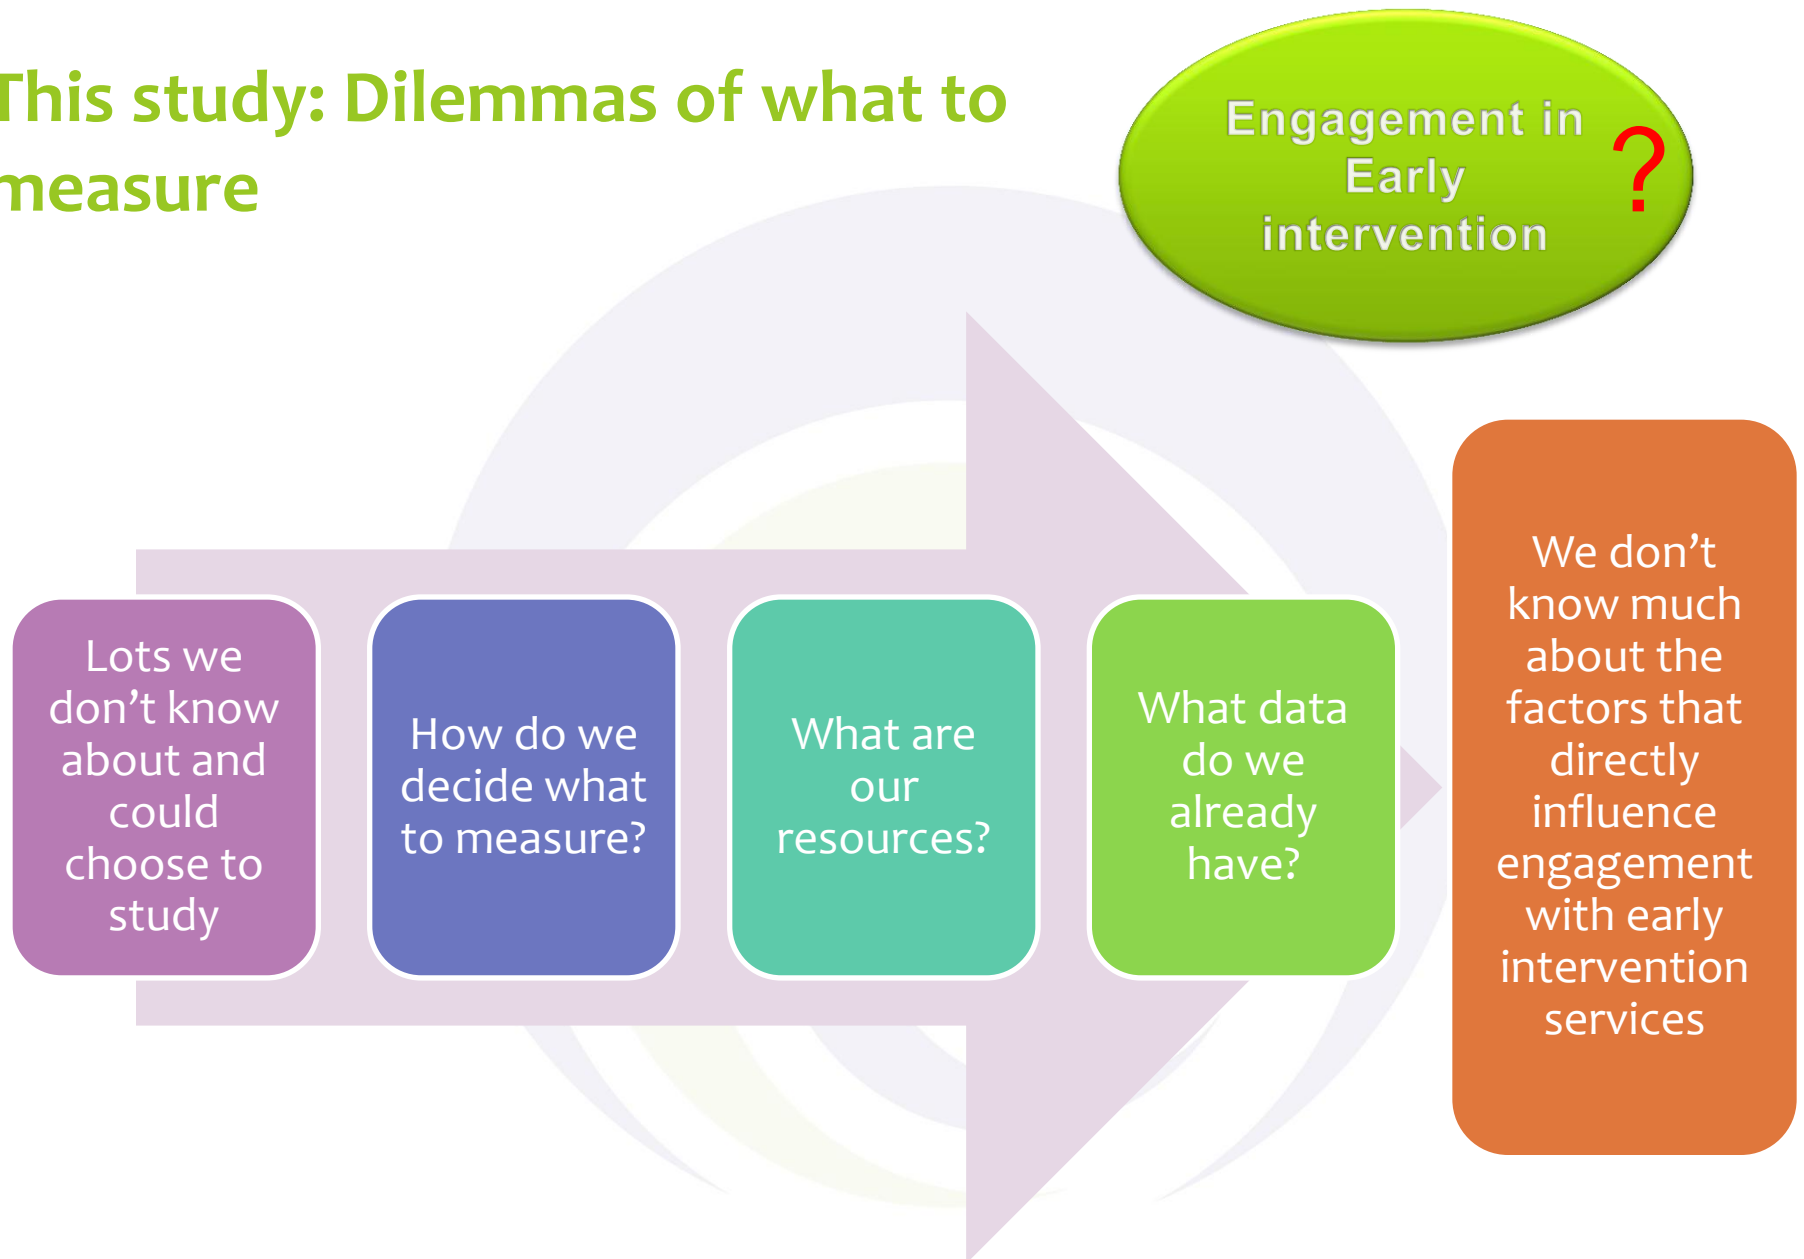 This study: Dilemmas of what to
measure
Engagement in
Early
intervention
?
Lots we
don’t know
about and
could
choose to
study
How do we
decide what
to measure?
What are
our
resources?
What data
do we
already
have?
We don’t
know much
about the
factors that
directly
influence
engagement
with early
intervention
services